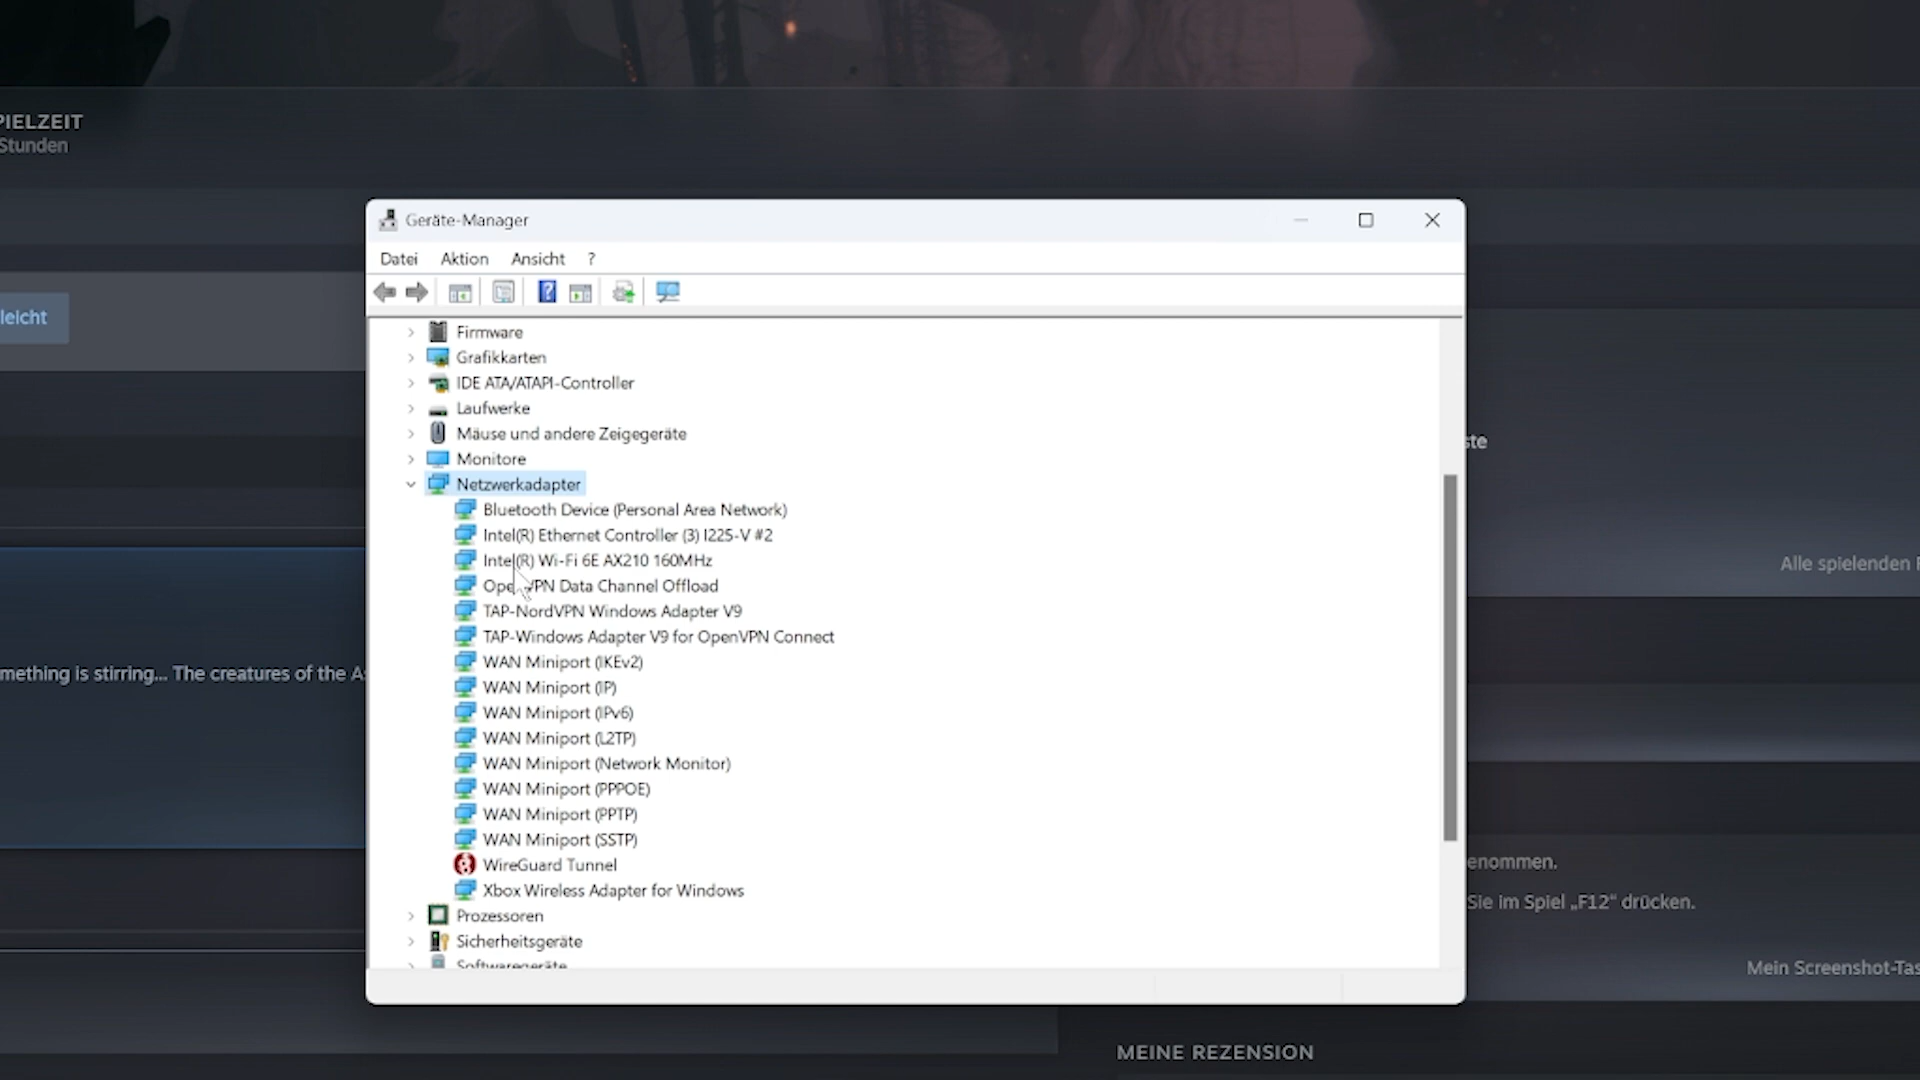 PIELZEIT
Stunden
leicht
mething is stirring... The creatures of the As
Geräte-Manager
Datei Aktion Ansicht ?
Firmware
Grafikkarten
IDE ATA/ATAPI-Controller
Laufwerke
Mäuse und andere Zeigegeräte
Monitore
Netzwerkadapter
Bluetooth Device (Personal Area Network)
Intel(R) Ethernet Controller (3) I225-V #2
Intel(R) Wi-Fi 6E AX210 160MHz
OpenVPN Data Channel Offload
TAP-NordVPN Windows Adapter V9
TAP-Windows Adapter V9 for OpenVPN Connect
WAN Miniport (IKEv2)
WAN Miniport (IP)
WAN Miniport (IPv6)
WAN Miniport (L2TP)
WAN Miniport (Network Monitor)
WAN Miniport (PPPOE)
WAN Miniport (PPTP)
WAN Miniport (SSTP)
WireGuard Tunnel
Xbox Wireless Adapter for Windows
Prozessoren
Sicherheitsgeräte
Softwaregeräte
ste
Alle spielenden F
enommen.
Sie im Spiel „F12“ drücken.
Mein Screenshot-Tas
MEINE REZENSION